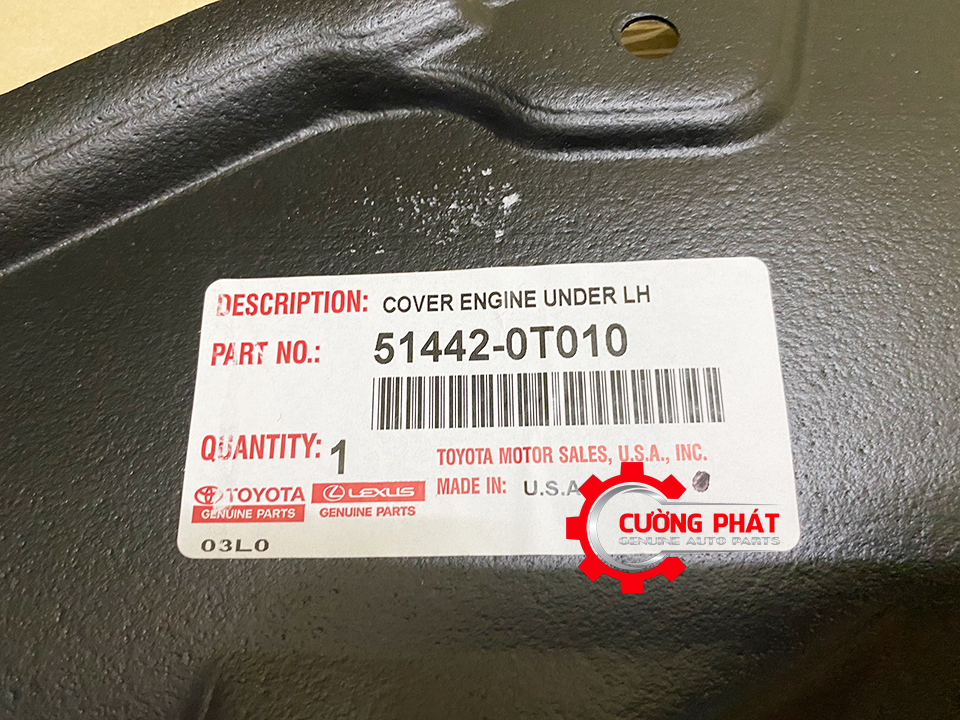 DESCRIPTION: COVER ENGINE UNDER LH
PART NO.: 51442-0T010
QUANTITY: 1
TOYOTA MOTOR SALES, U.S.A., INC.
MADE IN: U.S.A
TOYOTA
GENUINE PARTS
LEXUS
GENUINE PARTS
03L0
CƯỜNG PHÁT
GENUINE AUTO PARTS